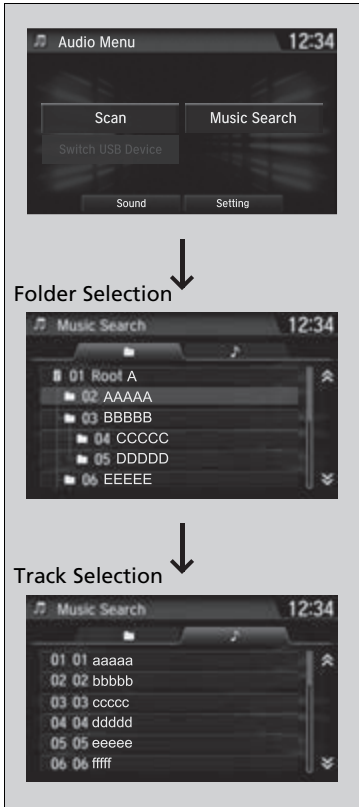 Audio Menu 12:34
Scan Music Search
Switch USB Device
Sound Setting
Folder Selection
Music Search 12:34
01 Root A
02 AAAAA
03 BBBBB
04 CCCCC
05 DDDDD
06 EEEEE
Track Selection
Music Search 12:34
01 01 aaaaa
02 02 bbbbb
03 03 ccccc
04 04 ddddd
05 05 eeeee
06 06 fffff